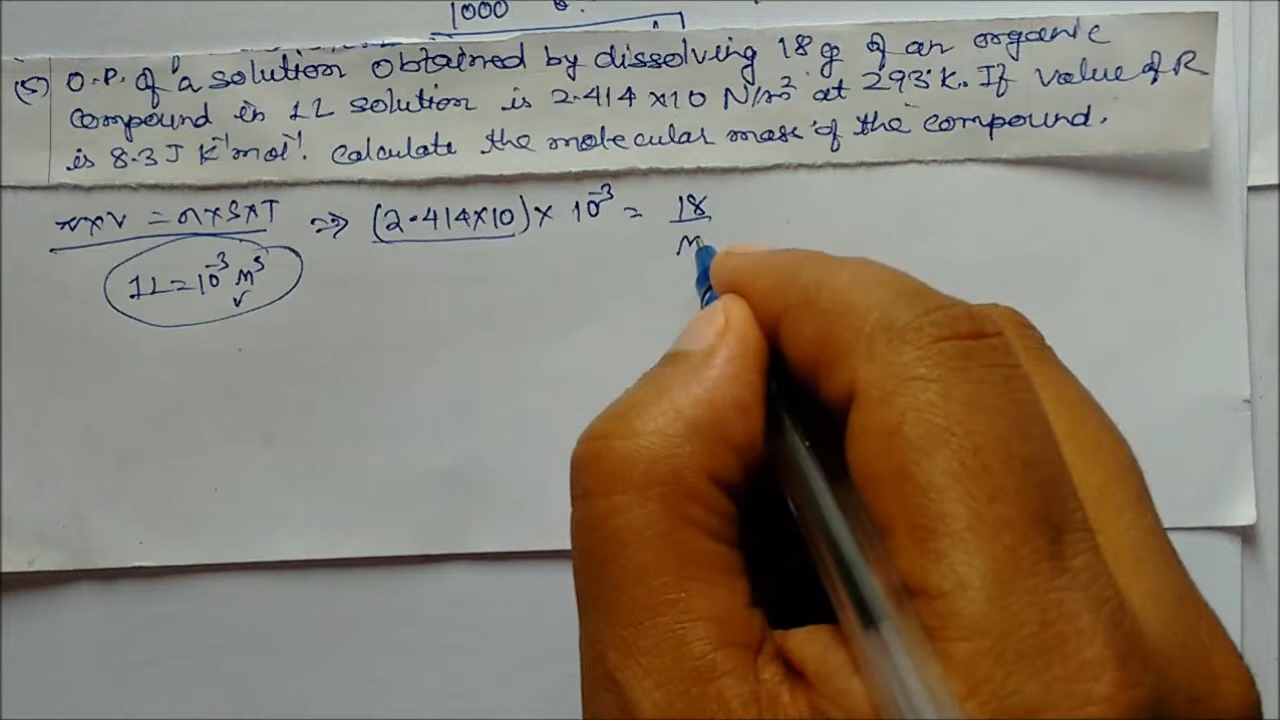 1000
(5) O.P. of a solution obtained by dissolving 18g of an organic
compound in 1L solution is 2.414 ×10 N/m² at 293°K. If value of R
is 8.3 J K⁻¹ mol⁻¹. calculate the molecular mass of the compound.
π×V = n×S×T ⇒ (2.414×10)× 10⁻³ = 18
M
1L = 10⁻³ M³